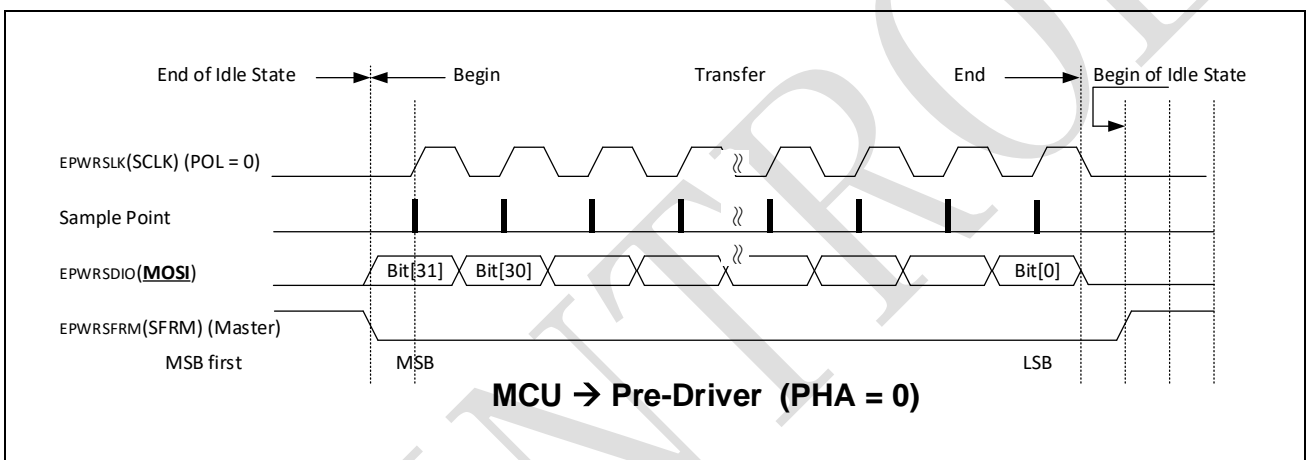 End of Idle State Begin Transfer End Begin of Idle State
EPWRSLK(SCLK) (POL = 0)
Sample Point
EPWRSDIO(MOSI) Bit[31] Bit[30] Bit[0]
EPWRSFRM(SFRM) (Master)
MSB first MSB LSB
MCU → Pre-Driver (PHA = 0)